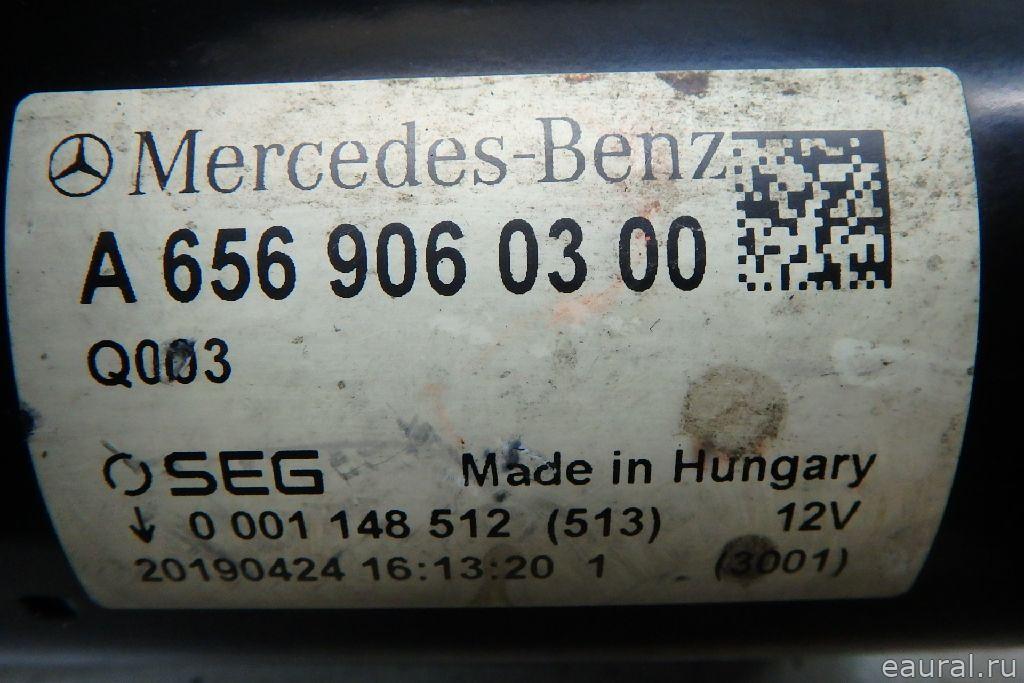 Mercedes-Benz
A 656 906 03 00
Q003
SEG Made in Hungary
↓ 0 001 148 512 (513) 12V
20190424 16:13:20 1 (3001)
eaural.ru